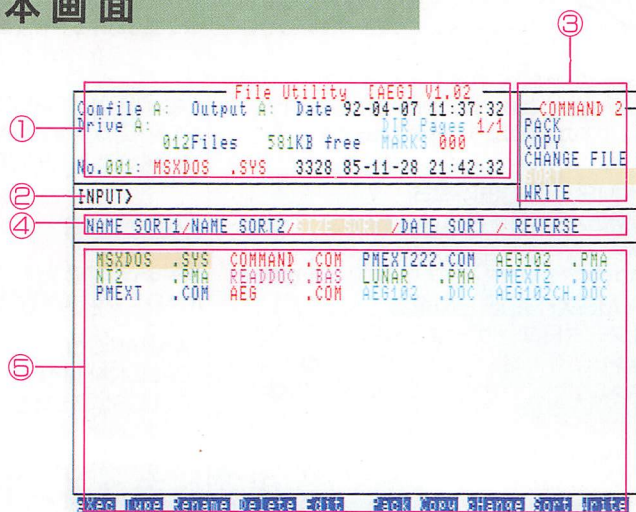 本画面
③
File Utility [AEG] V1.02
Comfile A: Output A: Date 92-04-07 11:37:32
Drive A: DIR Pages 1/1
012Files 581KB free MARKS 000
No.001: MSXDOS .SYS 3328 85-11-28 21:42:32
COMMAND 2
PACK
COPY
CHANGE FILE
SORT
WRITE
①
②
INPUT>
④
NAME SORT1/NAME SORT2/SIZE SORT /DATE SORT / REVERSE
MSXDOS .SYS COMMAND .COM PMEXT222.COM AEG102 .PMA
NT2 .PMA READDOC .BAS LUNAR .PMA PMEXT2 .DOC
PMEXT .COM AEG .COM AEG102 .DOC AEG102CH.DOC
⑤
eXec Type Rename Delete Edit Pack Copy cHange Sort Write